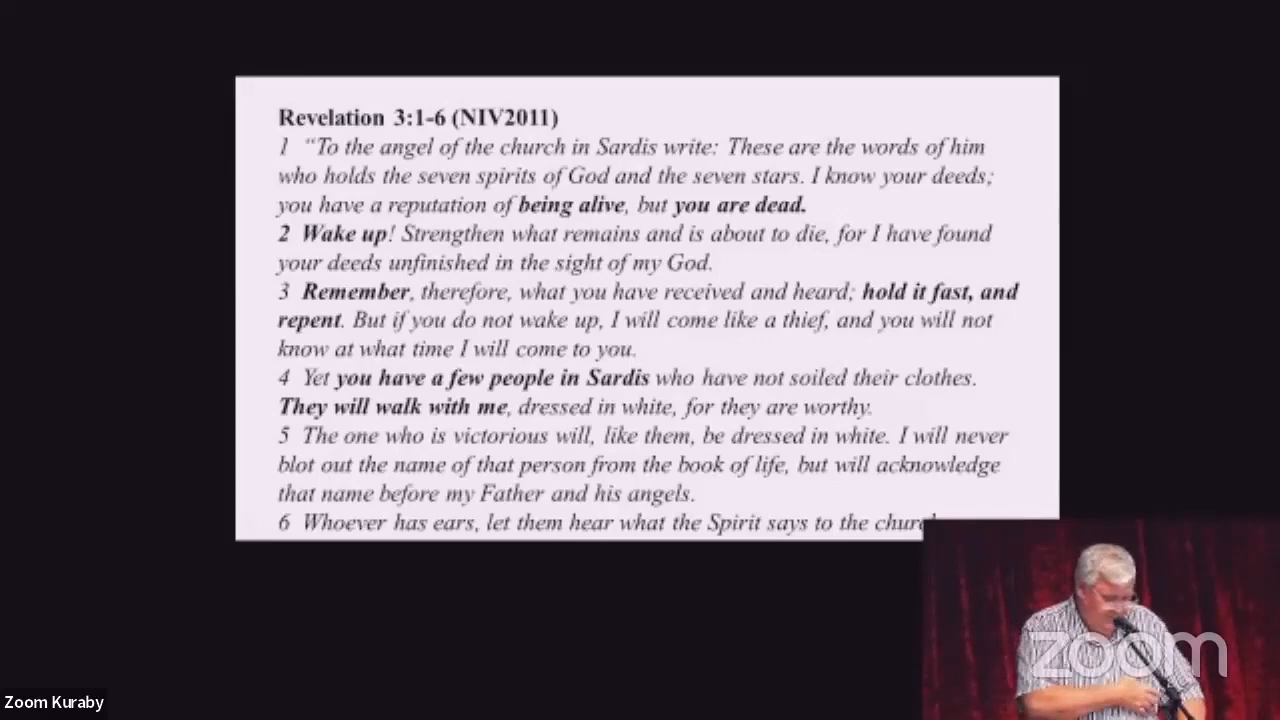 Revelation 3:1-6 (NIV2011)
1 “To the angel of the church in Sardis write: These are the words of him
who holds the seven spirits of God and the seven stars. I know your deeds;
you have a reputation of being alive, but you are dead.
2 Wake up! Strengthen what remains and is about to die, for I have found
your deeds unfinished in the sight of my God.
3 Remember, therefore, what you have received and heard; hold it fast, and
repent. But if you do not wake up, I will come like a thief, and you will not
know at what time I will come to you.
4 Yet you have a few people in Sardis who have not soiled their clothes.
They will walk with me, dressed in white, for they are worthy.
5 The one who is victorious will, like them, be dressed in white. I will never
blot out the name of that person from the book of life, but will acknowledge
that name before my Father and his angels.
6 Whoever has ears, let them hear what the Spirit says to the
zoom
Zoom Kuraby